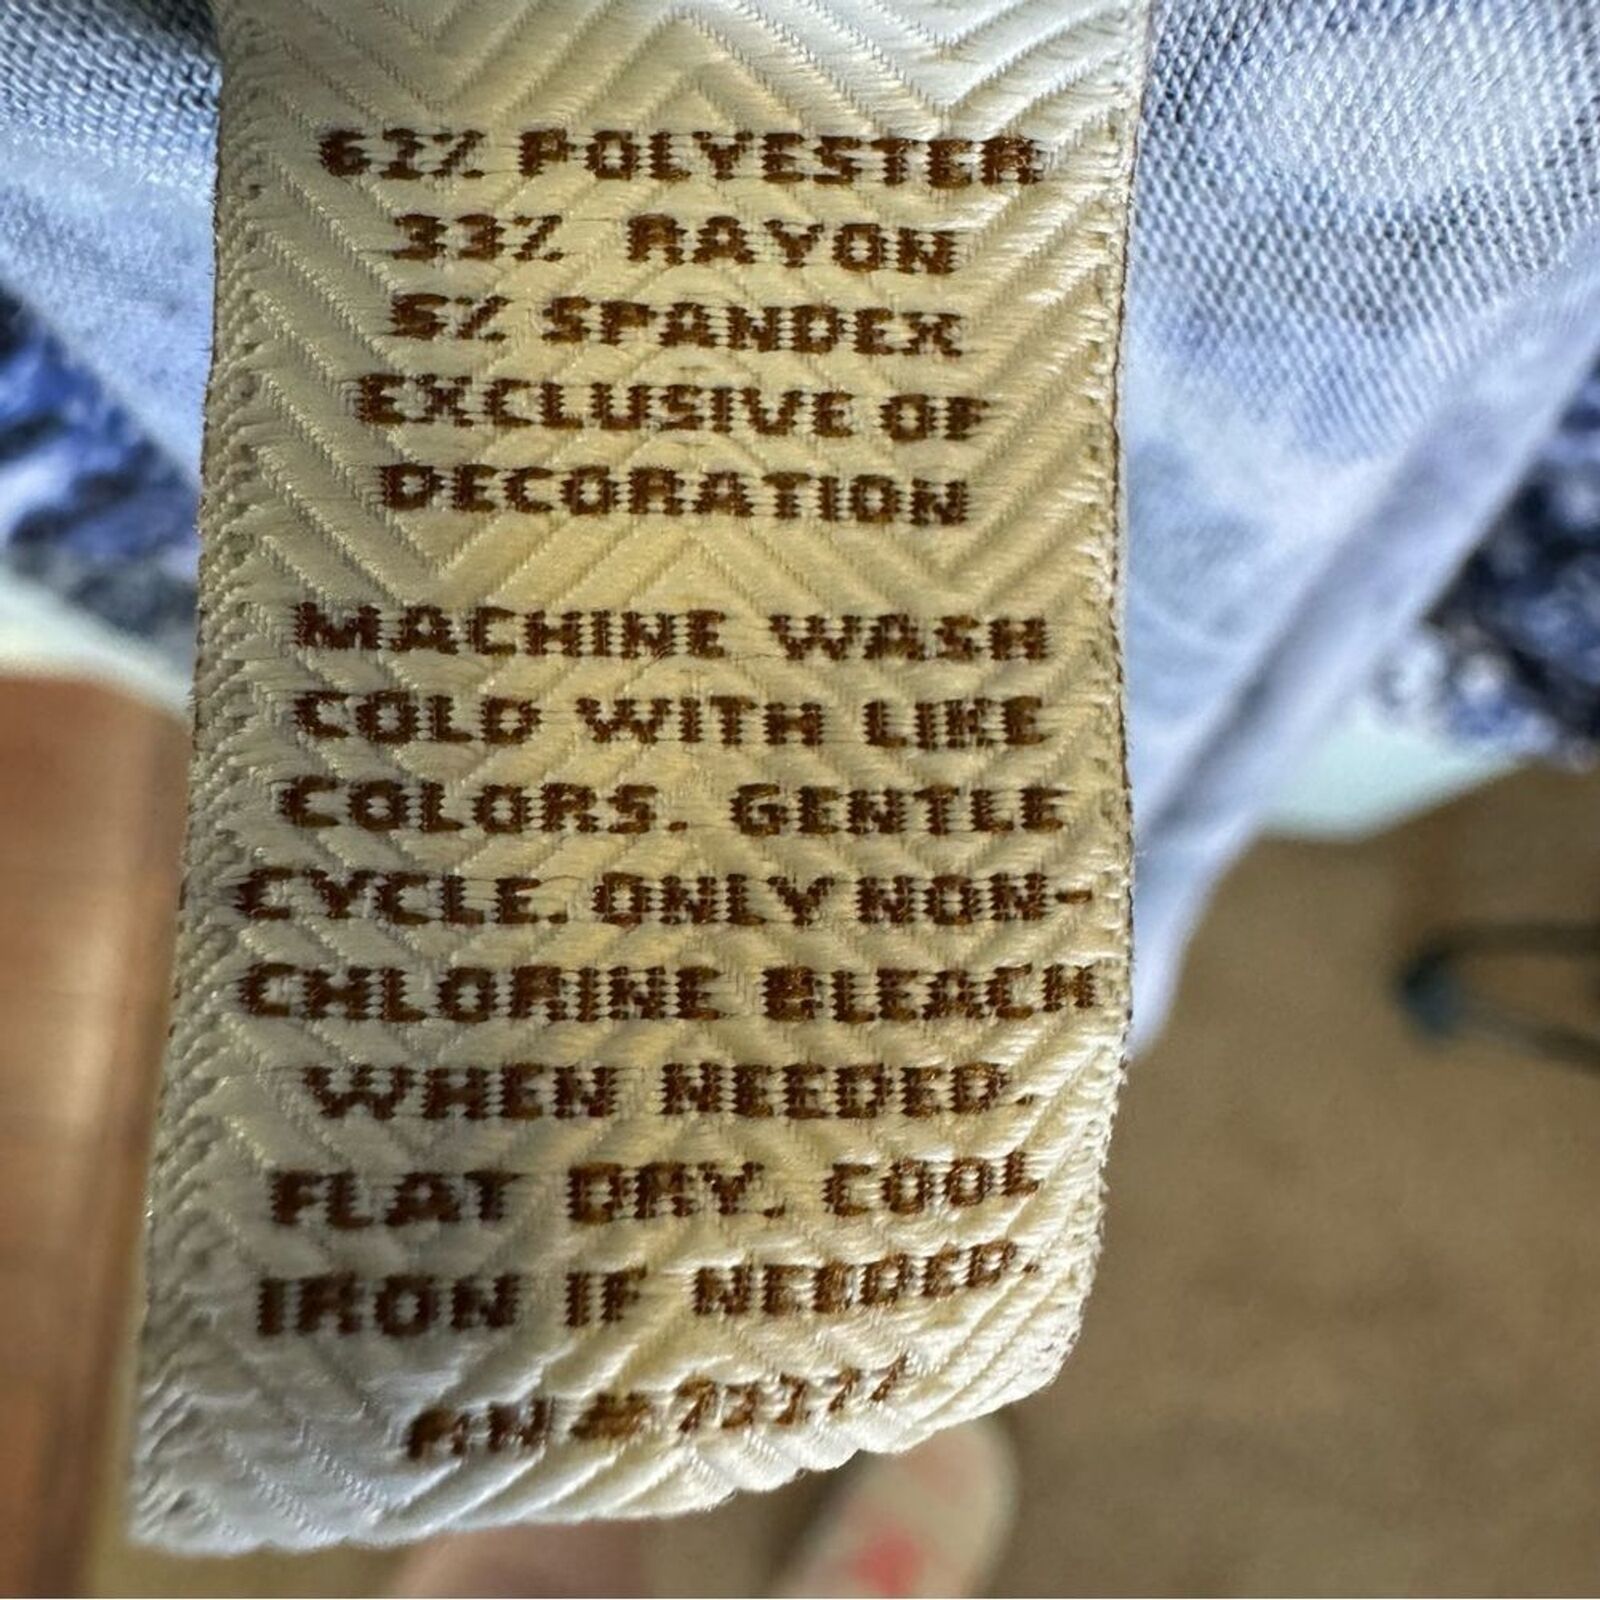 61% POLYESTER
33% RAYON
5% SPANDEX
EXCLUSIVE OF
DECORATION
MACHINE WASH
COLD WITH LIKE
COLORS. GENTLE
CYCLE. ONLY NON-
CHLORINE BLEACH
WHEN NEEDED.
FLAT DRY. COOL
IRON IF NEEDED.
RN#